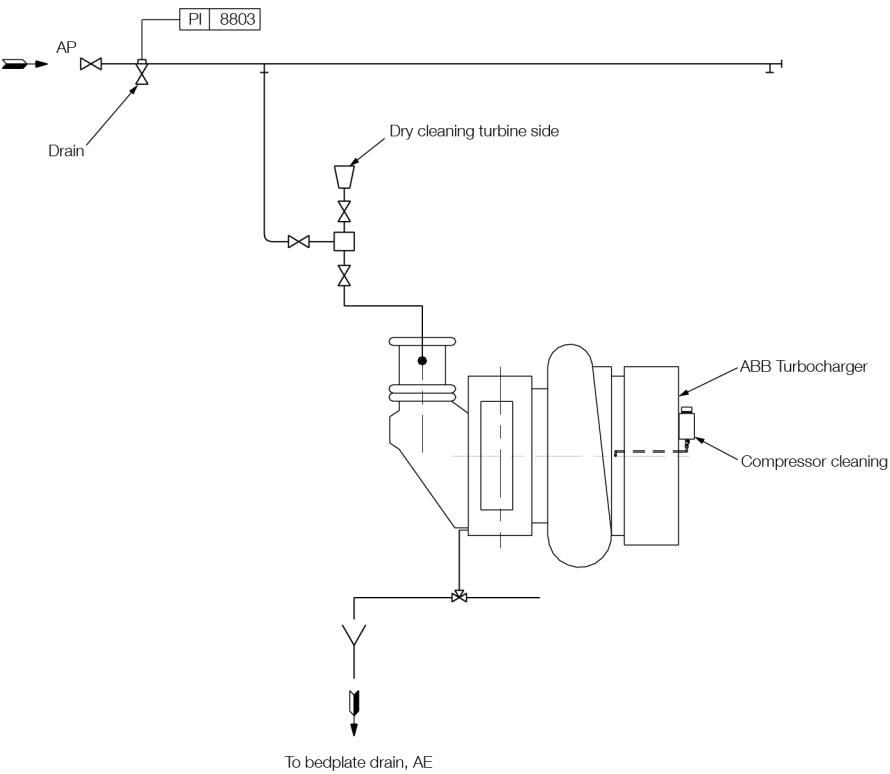 PI 8803
AP
Drain
Dry cleaning turbine side
ABB Turbocharger
Compressor cleaning
To bedplate drain, AE